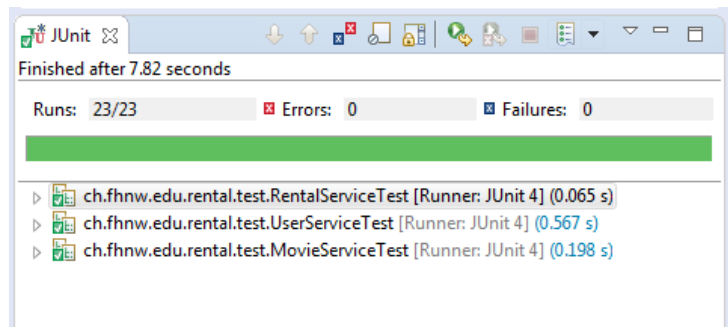 JUnit
Finished after 7.82 seconds
Runs: 23/23 Errors: 0 Failures: 0
ch.fhnw.edu.rental.test.RentalServiceTest [Runner: JUnit 4] (0.065 s)
ch.fhnw.edu.rental.test.UserServiceTest [Runner: JUnit 4] (0.567 s)
ch.fhnw.edu.rental.test.MovieServiceTest [Runner: JUnit 4] (0.198 s)